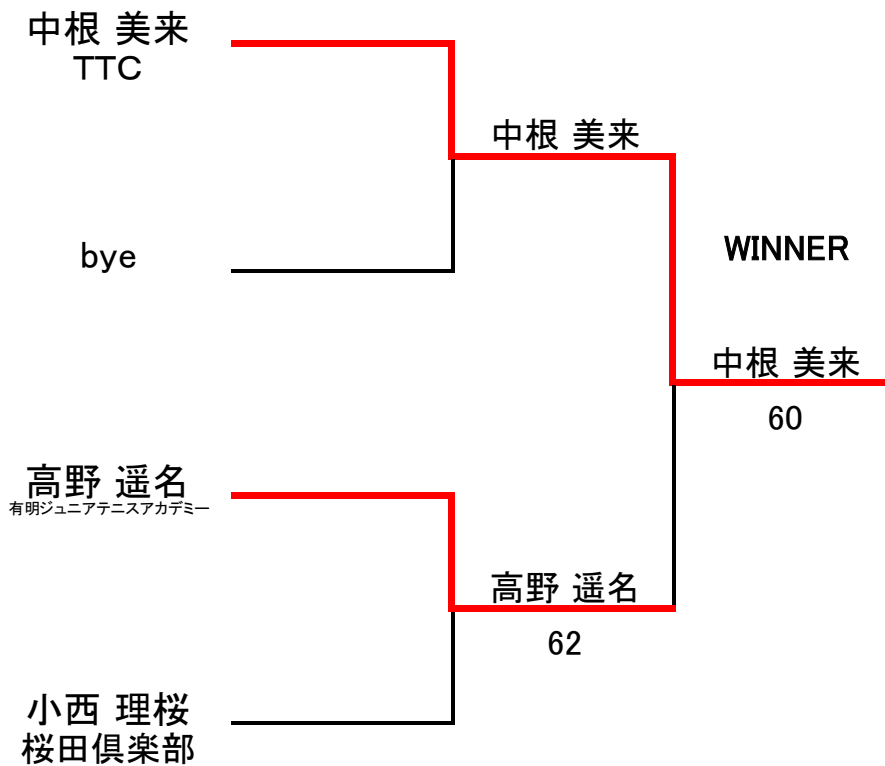 中根 美来
TTC
中根 美来
bye
WINNER
中根 美来
60
高野 遥名
有明ジュニアテニスアカデミー
高野 遥名
62
小西 理桜
桜田倶楽部